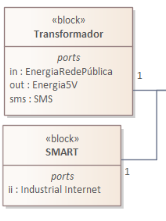 «block»
Transformador
ports
in : EnergiaRedePública
out : Energia5V
sms : SMS
1
«block»
SMART
ports
ii : Industrial Internet
1